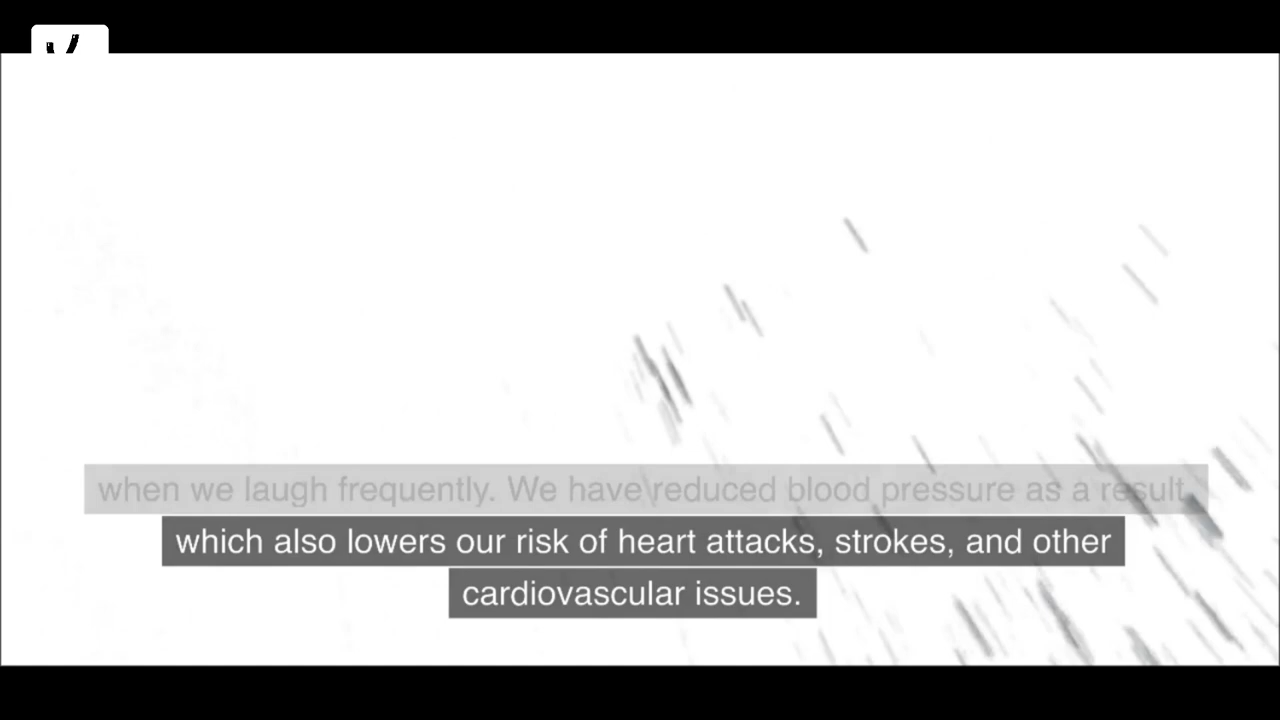 when we laugh frequently. We have reduced blood pressure as a result
which also lowers our risk of heart attacks, strokes, and other
cardiovascular issues.